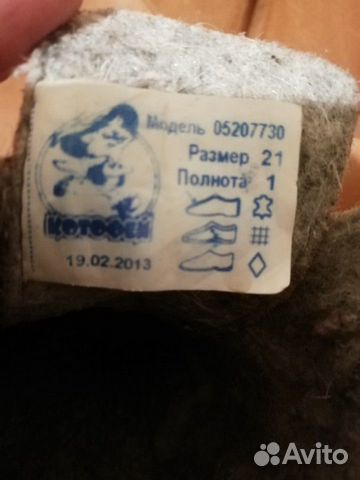 Модель 05207730
Размер 21
Полнота 1
КОТОФЕЙ
19.02.2013
Avito